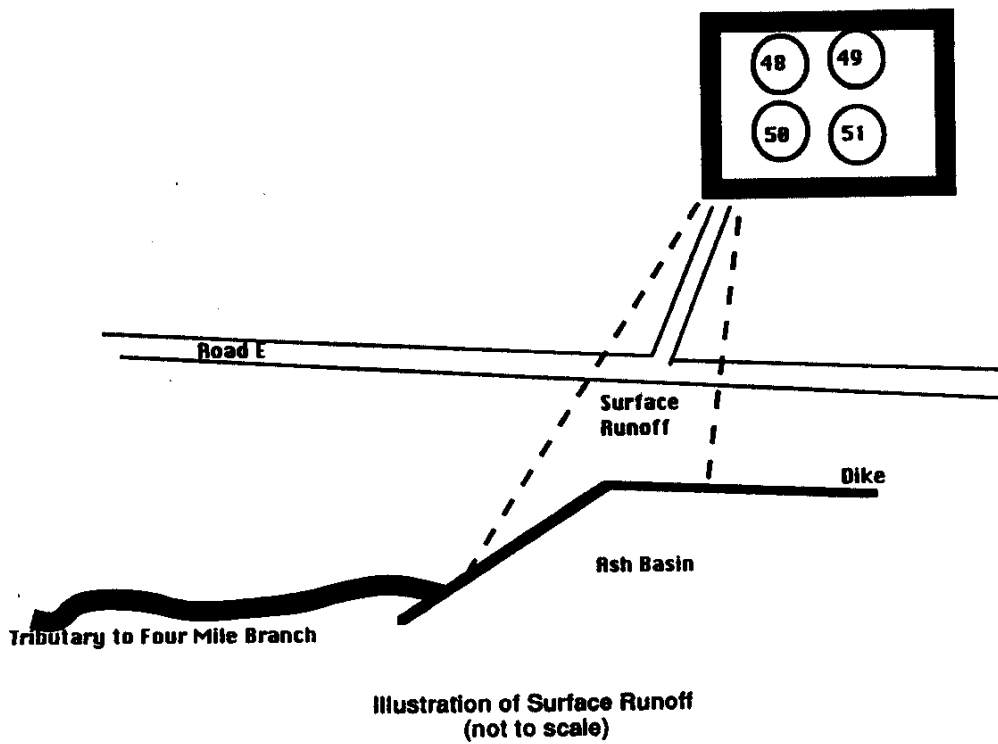 48 49
50 51
Road E
Surface
Runoff
Dike
Ash Basin
Tributary to Four Mile Branch
Illustration of Surface Runoff
(not to scale)